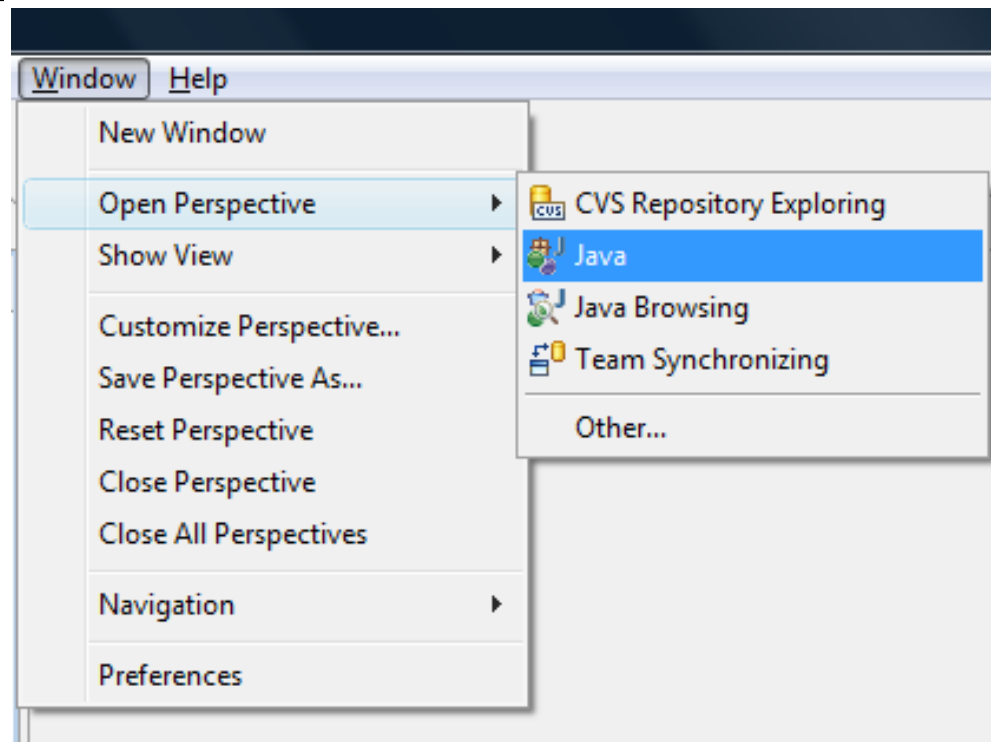 Window Help
New Window
Open Perspective
Show View
Customize Perspective...
Save Perspective As...
Reset Perspective
Close Perspective
Close All Perspectives
Navigation
Preferences
CVS CVS Repository Exploring
Java
Java Browsing
Team Synchronizing
Other...